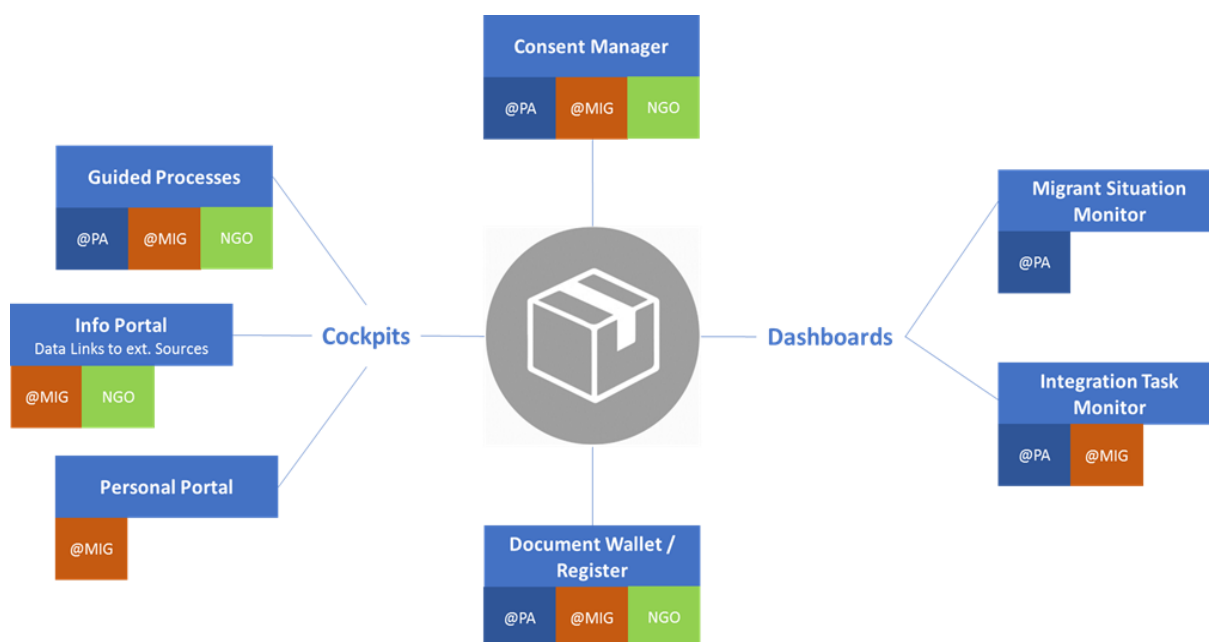 Consent Manager
@PA @MIG NGO
Guided Processes
@PA @MIG NGO
Info Portal
Data Links to ext. Sources
@MIG NGO
Personal Portal
@MIG
Cockpits
Dashboards
Migrant Situation
Monitor
@PA
Integration Task
Monitor
@PA @MIG
Document Wallet /
Register
@PA @MIG NGO